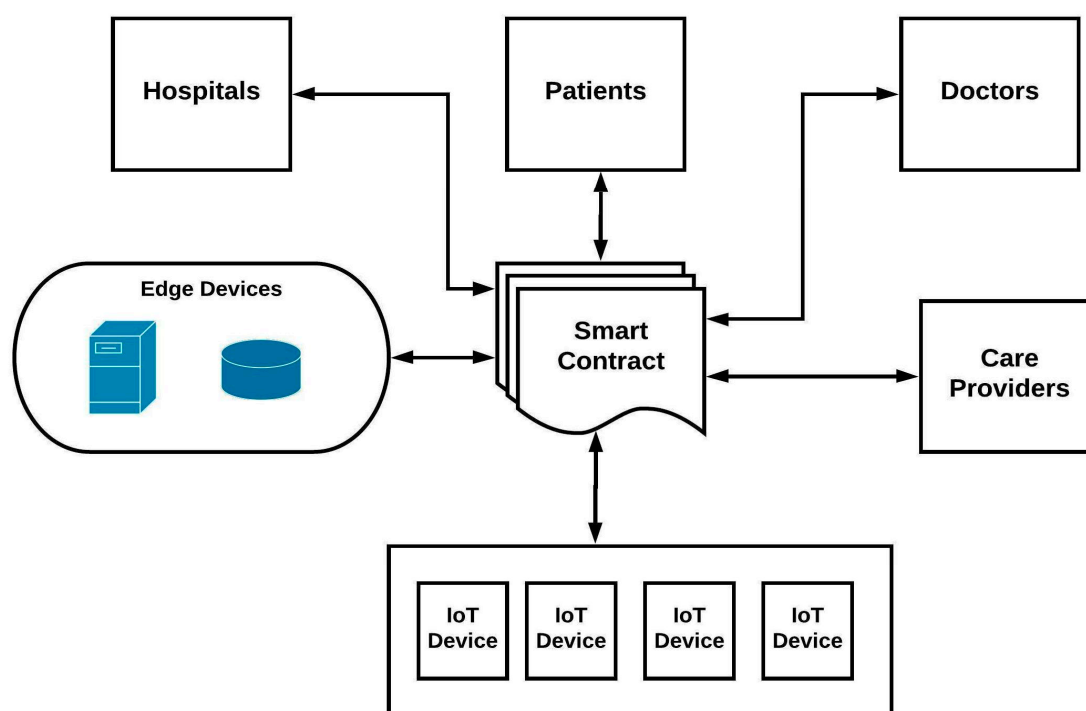 Hospitals
Patients
Doctors
Edge Devices
Smart
Contract
Care
Providers
IoT
Device
IoT
Device
IoT
Device
IoT
Device